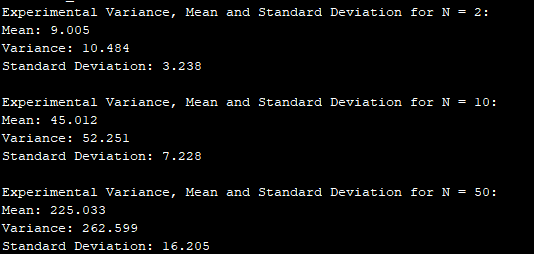 Experimental Variance, Mean and Standard Deviation for N = 2:
Mean: 9.005
Variance: 10.484
Standard Deviation: 3.238
Experimental Variance, Mean and Standard Deviation for N = 10:
Mean: 45.012
Variance: 52.251
Standard Deviation: 7.228
Experimental Variance, Mean and Standard Deviation for N = 50:
Mean: 225.033
Variance: 262.599
Standard Deviation: 16.205